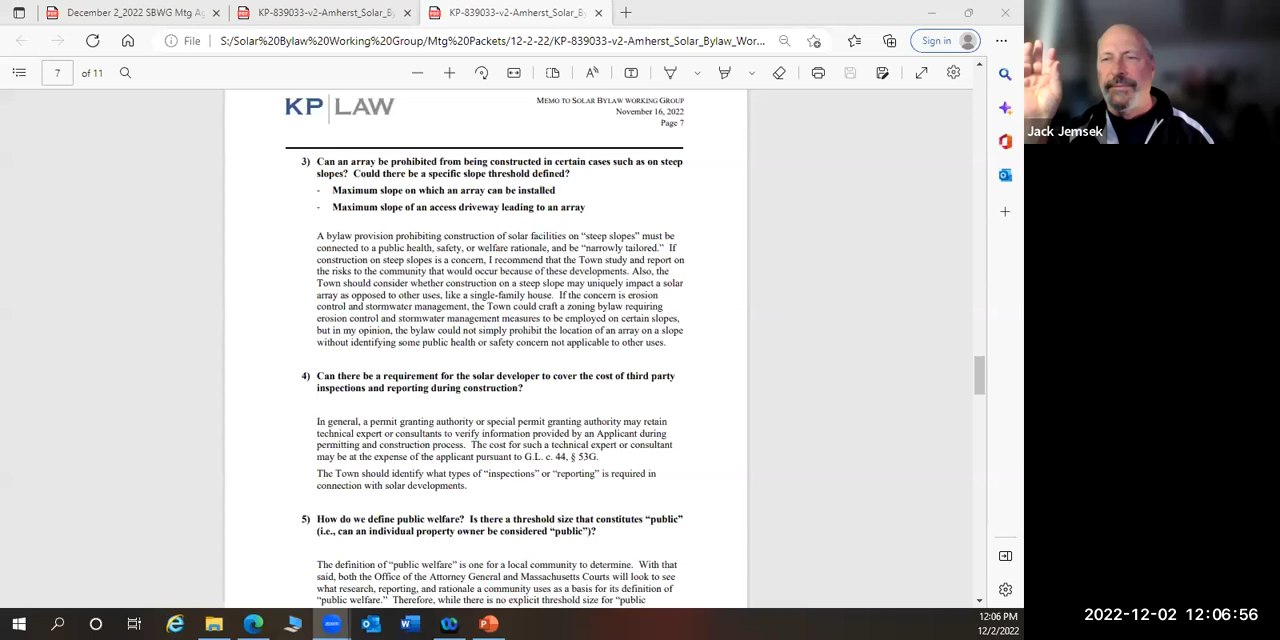 December 2_2022 SBWG Mtg Ag
KP-839033-v2-Amherst_Solar_B
KP-839033-v2-Amherst_Solar_B
File
S:/Solar%20Bylaw%20Working%20Group/Mtg%20Packets/12-2-22/KP-839033-v2-Amherst_Solar_Bylaw_Wor...
Sign in
7 of 11
KP LAW
MEMO TO SOLAR BYLAW WORKING GROUP
November 16, 2022
Page 7
3) Can an array be prohibited from being constructed in certain cases such as on steep
slopes? Could there be a specific slope threshold defined?
- Maximum slope on which an array can be installed
- Maximum slope of an access driveway leading to an array
A bylaw provision prohibiting construction of solar facilities on “steep slopes” must be
connected to a public health, safety, or welfare rationale, and be “narrowly tailored.” If
construction on steep slopes is a concern, I recommend that the Town study and report on
the risks to the community that would occur because of these developments. Also, the
Town should consider whether construction on a steep slope may uniquely impact a solar
array as opposed to other uses, like a single-family house. If the concern is erosion
control and stormwater management, the Town could craft a zoning bylaw requiring
erosion control and stormwater management measures to be employed on certain slopes,
but in my opinion, the bylaw could not simply prohibit the location of an array on a slope
without identifying some public health or safety concern not applicable to other uses.
4) Can there be a requirement for the solar developer to cover the cost of third party
inspections and reporting during construction?
In general, a permit granting authority or special permit granting authority may retain
technical expert or consultants to verify information provided by an Applicant during
permitting and construction process. The cost for such a technical expert or consultant
may be at the expense of the applicant pursuant to G.L. c. 44, § 53G.
The Town should identify what types of “inspections” or “reporting” is required in
connection with solar developments.
5) How do we define public welfare? Is there a threshold size that constitutes “public”
(i.e., can an individual property owner be considered “public”)?
The definition of “public welfare” is one for a local community to determine. With that
said, both the Office of the Attorney General and Massachusetts Courts will look to see
what research, reporting, and rationale a community uses as a basis for its definition of
“public welfare.” Therefore, while there is no explicit threshold size for “public
Jack Jemsek
zoom
12:06 PM
12/2/2022
2022-12-02 12:06:56